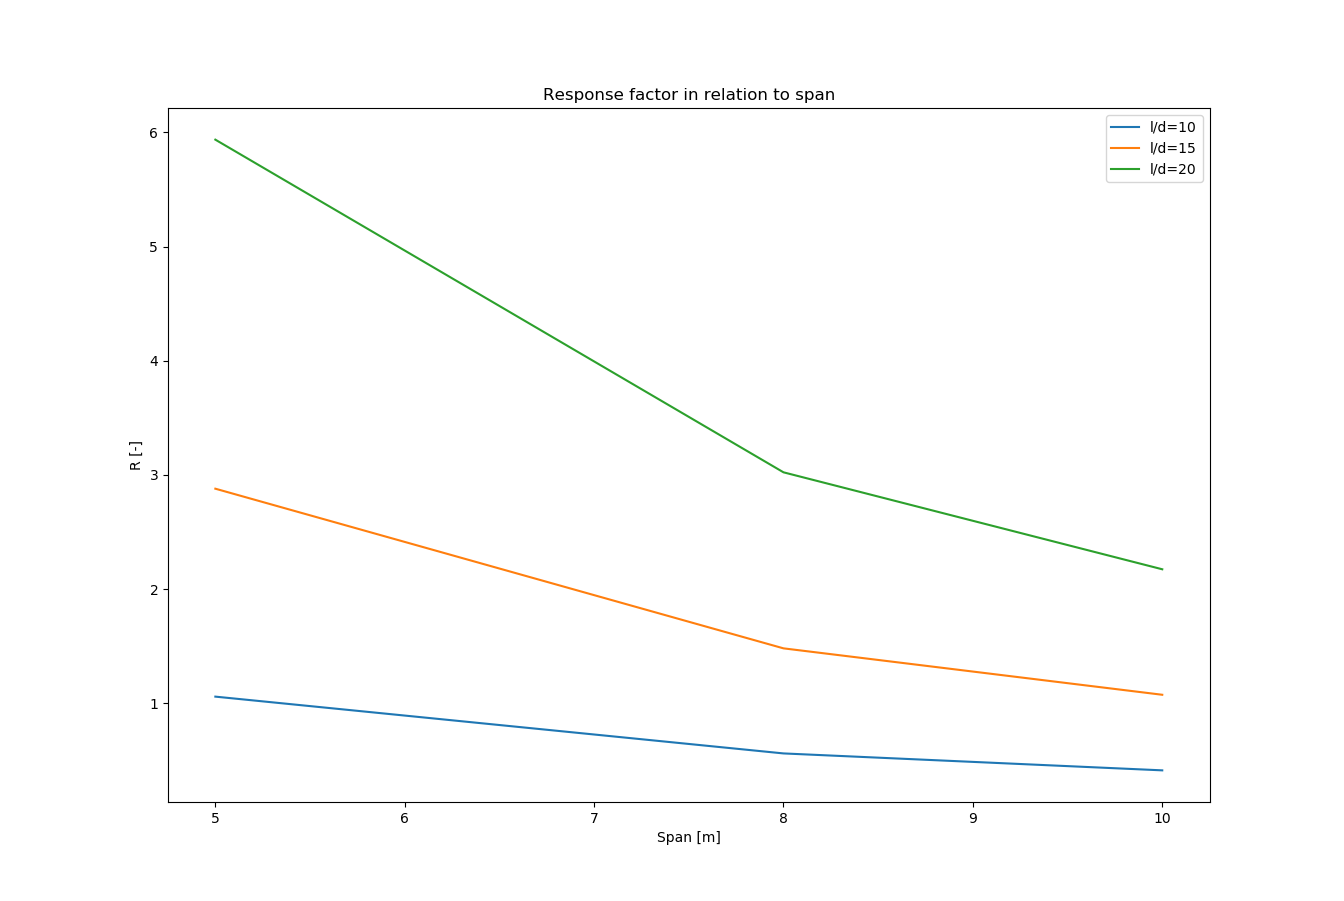 Response factor in relation to span
l/d=10
l/d=15
l/d=20
6
5
4
3
2
1
R [-]
5 6 7 8 9 10
Span [m]